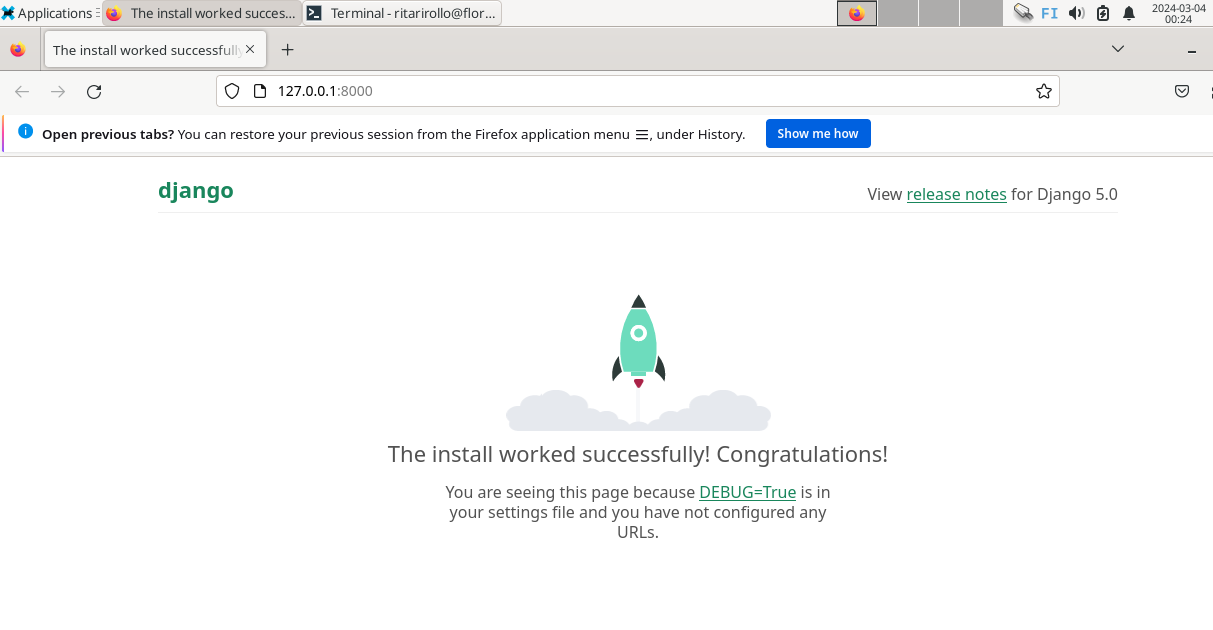 Applications
The install worked succes...
Terminal - ritarirollo@flor...
FI
2024-03-04
00:24
The install worked successfully
127.0.0.1:8000
Open previous tabs? You can restore your previous session from the Firefox application menu ☰, under History.
Show me how
django
View release notes for Django 5.0
The install worked successfully! Congratulations!
You are seeing this page because DEBUG=True is in
your settings file and you have not configured any
URLs.